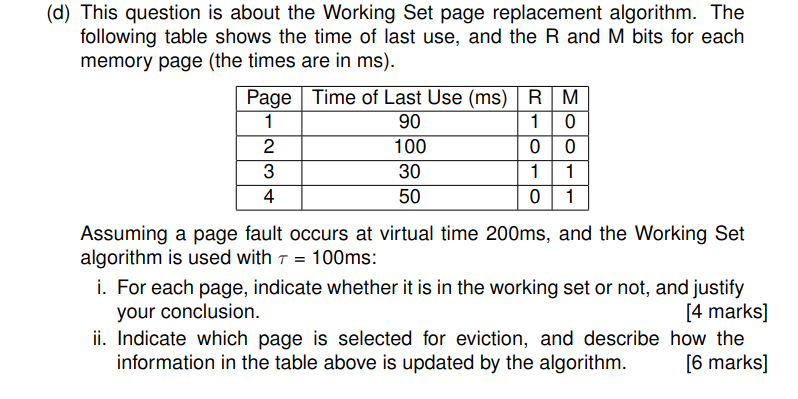 (d) This question is about the Working Set page replacement algorithm. The
following table shows the time of last use, and the R and M bits for each
memory page (the times are in ms).
Page Time of Last Use (ms) R M
1 90 1 0
2 100 0 0
3 30 1 1
4 50 0 1
Assuming a page fault occurs at virtual time 200ms, and the Working Set
algorithm is used with τ = 100ms:
i. For each page, indicate whether it is in the working set or not, and justify
your conclusion. [4 marks]
ii. Indicate which page is selected for eviction, and describe how the
information in the table above is updated by the algorithm. [6 marks]